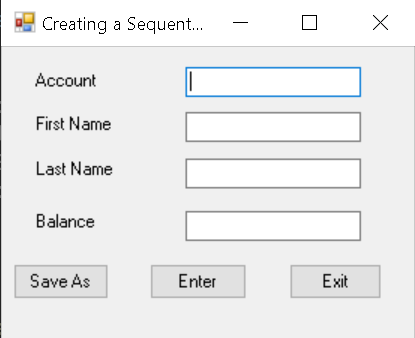 Creating a Sequent...
Account
First Name
Last Name
Balance
Save As Enter Exit